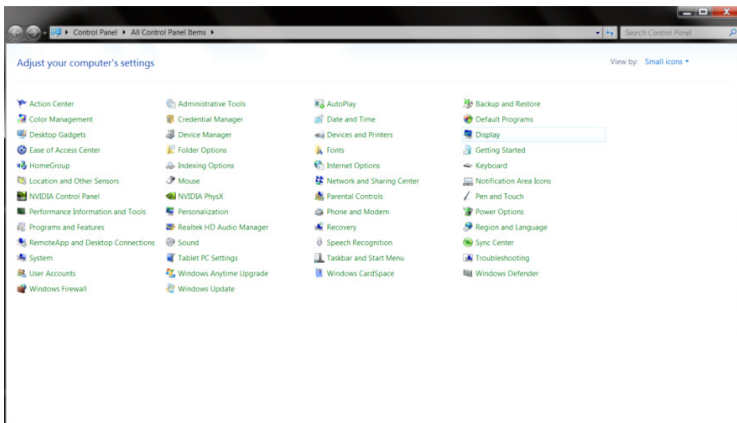 Control Panel ▸ All Control Panel Items ▸ Search Control Panel
Adjust your computer's settings View by: Small icons
Action Center Administrative Tools AutoPlay Backup and Restore
Color Management Credential Manager Date and Time Default Programs
Desktop Gadgets Device Manager Devices and Printers Display
Ease of Access Center Folder Options Fonts Getting Started
HomeGroup Indexing Options Internet Options Keyboard
Location and Other Sensors Mouse Network and Sharing Center Notification Area Icons
NVIDIA Control Panel NVIDIA PhysX Parental Controls Pen and Touch
Performance Information and Tools Personalization Phone and Modem Power Options
Programs and Features Realtek HD Audio Manager Recovery Region and Language
RemoteApp and Desktop Connections Sound Speech Recognition Sync Center
System Tablet PC Settings Taskbar and Start Menu Troubleshooting
User Accounts Windows Anytime Upgrade Windows CardSpace Windows Defender
Windows Firewall Windows Update